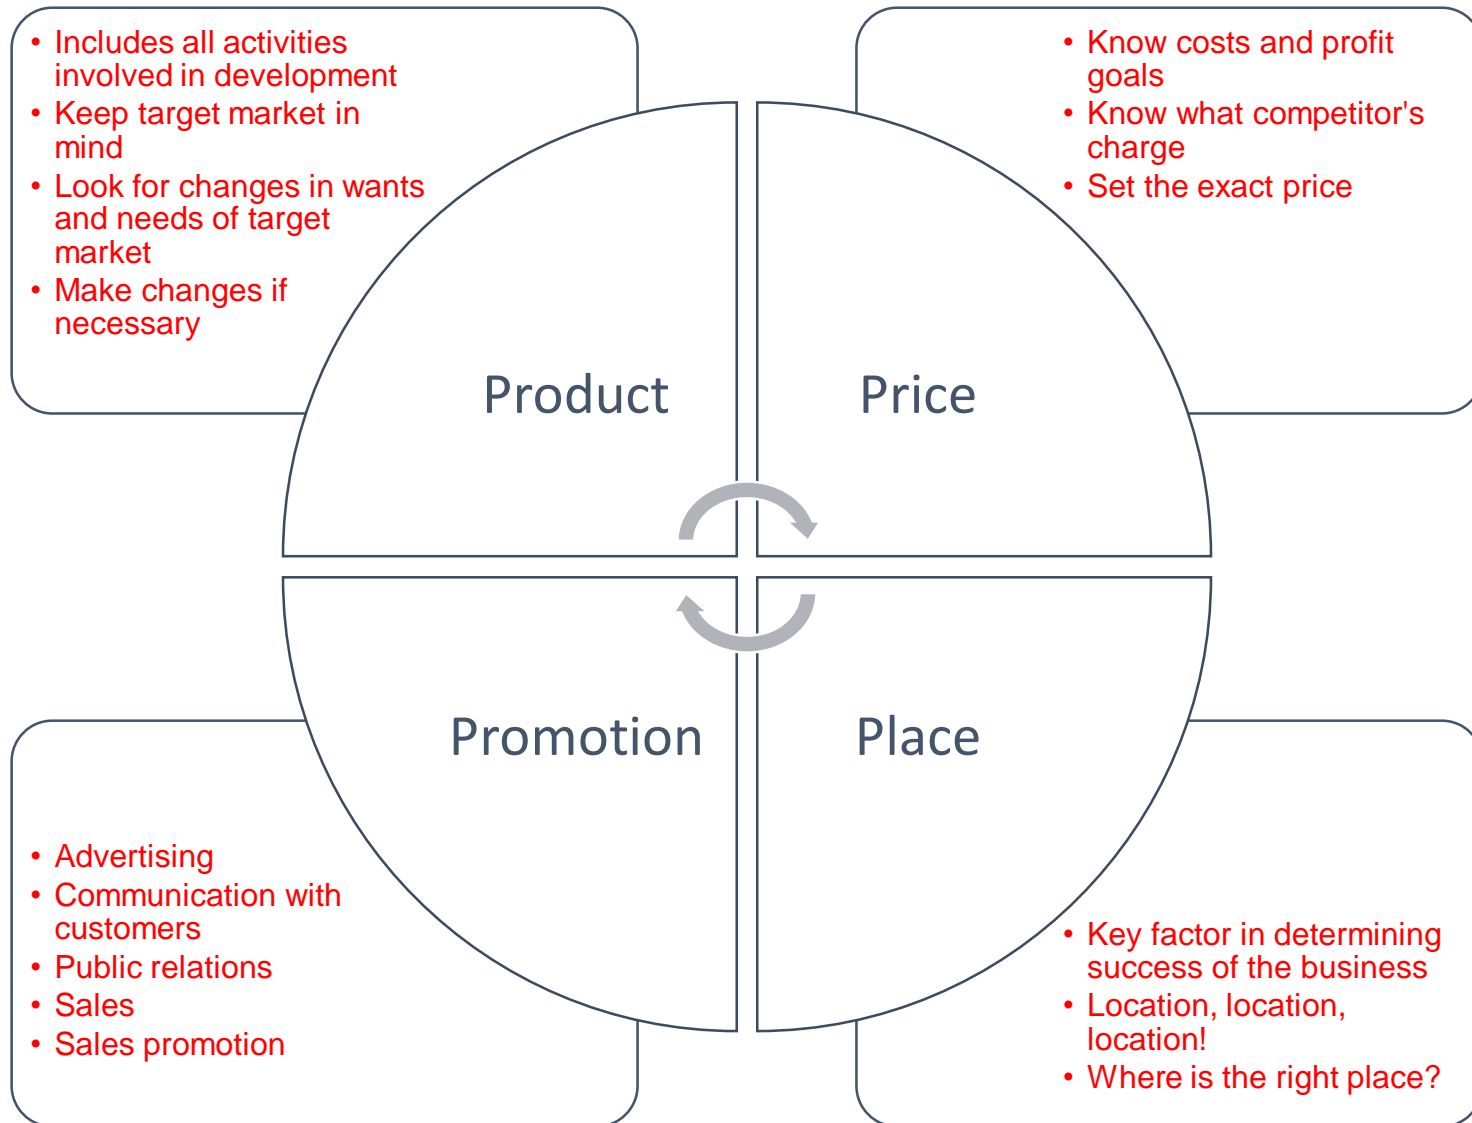 • Includes all activities
involved in development
• Keep target market in
mind
• Look for changes in wants
and needs of target
market
• Make changes if
necessary
• Know costs and profit
goals
• Know what competitor's
charge
• Set the exact price
Product
Price
Promotion
Place
• Advertising
• Communication with
customers
• Public relations
• Sales
• Sales promotion
• Key factor in determining
success of the business
• Location, location,
location!
• Where is the right place?